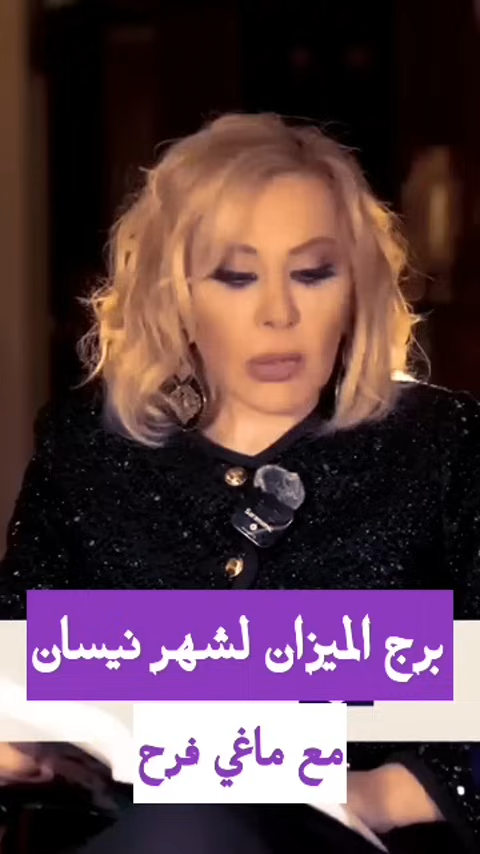 برج الميزان لشهر نيسان
مع ماغي فرح